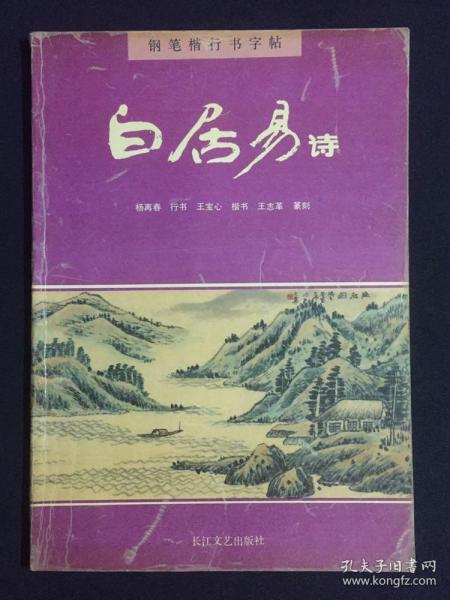 钢笔楷行书字帖
白居易诗
杨再春 行书 王宝心 楷书 王志革 篆刻
长江文艺出版社
孔夫子旧书网
www.kongfz.com